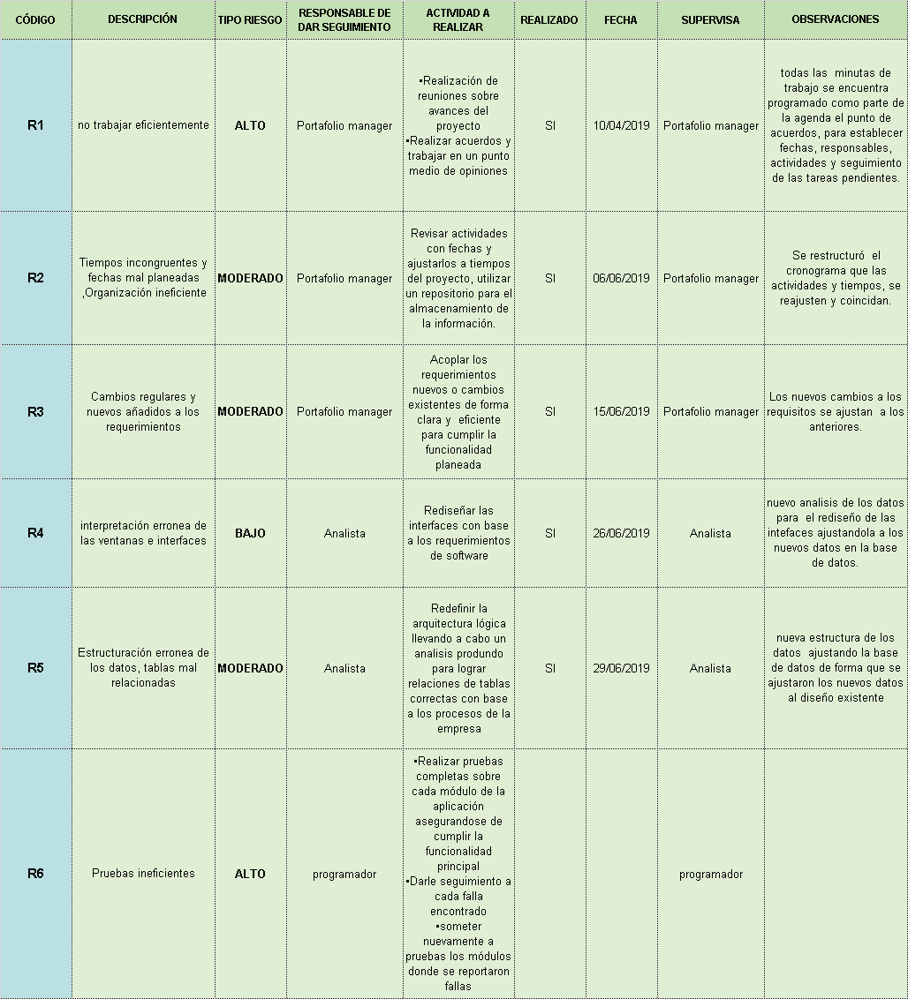 CÓDIGO
DESCRIPCIÓN
TIPO RIESGO
RESPONSABLE DE
DAR SEGUIMIENTO
ACTIVIDAD A
REALIZAR
REALIZADO
FECHA
SUPERVISA
OBSERVACIONES
R1
no trabajar eficientemente
ALTO
Portafolio manager
•Realización de
reuniones sobre
avances del
proyecto
•Realizar acuerdos y
trabajar en un punto
medio de opiniones
SI
10/04/2019
Portafolio manager
todas las minutas de
trabajo se encuentra
programado como parte de
la agenda el punto de
acuerdos, para establecer
fechas, responsables,
actividades y seguimiento
de las tareas pendientes.
R2
Tiempos incongruentes y
fechas mal planeadas
,Organización ineficiente
MODERADO
Portafolio manager
Revisar actividades
con fechas y
ajustarlos a tiempos
del proyecto, utilizar
un repositorio para el
almacenamiento de
la información.
SI
06/06/2019
Portafolio manager
Se restructuró el
cronograma que las
actividades y tiempos, se
reajusten y coincidan.
R3
Cambios regulares y
nuevos añadidos a los
requerimientos
MODERADO
Portafolio manager
Acoplar los
requerimientos
nuevos o cambios
existentes de forma
clara y eficiente
para cumplir la
funcionalidad
planeada
SI
15/06/2019
Portafolio manager
Los nuevos cambios a los
requisitos se ajustan a los
anteriores.
R4
interpretación erronea de
las ventanas e interfaces
BAJO
Analista
Rediseñar las
interfaces con base
a los requerimientos
de software
SI
26/06/2019
Analista
nuevo analisis de los datos
para el rediseño de las
intefaces ajustandola a los
nuevos datos en la base
de datos.
R5
Estructuración erronea de
los datos, tablas mal
relacionadas
MODERADO
Analista
Redefinir la
arquitectura lógica
llevando a cabo un
analisis produndo
para lograr
relaciones de tablas
correctas con base
a los procesos de la
empresa
SI
29/06/2019
Analista
nueva estructura de los
datos ajustando la base
de datos de forma que se
ajustaron los nuevos datos
al diseño existente
R6
Pruebas ineficientes
ALTO
programador
•Realizar pruebas
completas sobre
cada módulo de la
aplicación
asegurandose de
cumplir la
funcionalidad
principal
•Darle seguimiento a
cada falla
encontrado
•someter
nuevamente a
pruebas los módulos
donde se reportaron
fallas
programador